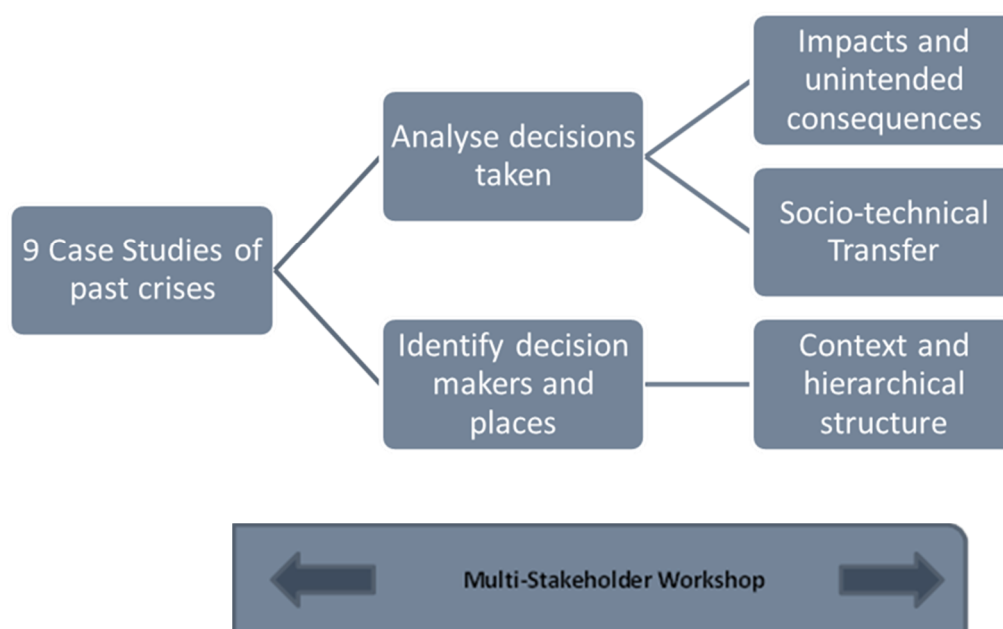 9 Case Studies of
past crises
Analyse decisions
taken
Impacts and
unintended
consequences
Socio-technical
Transfer
Identify decision
makers and
places
Context and
hierarchical
structure
Multi-Stakeholder Workshop